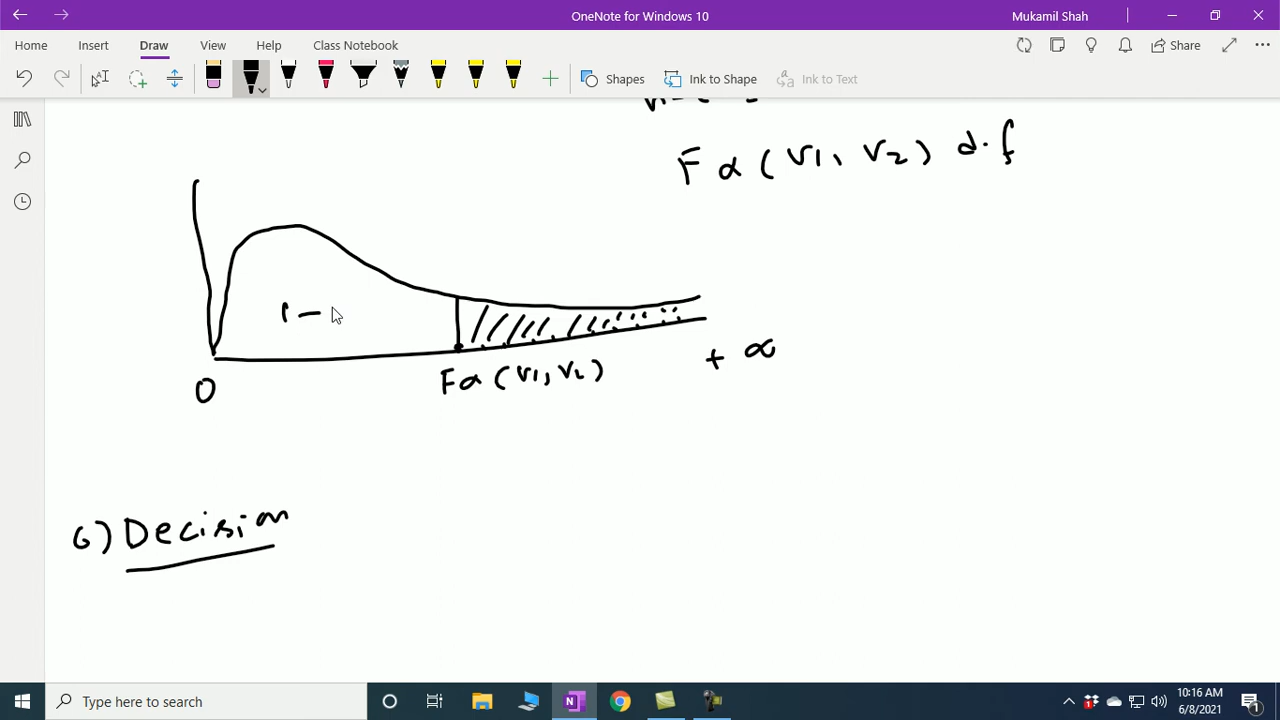 OneNote for Windows 10
Mukamil Shah
Home Insert Draw View Help Class Notebook
Share
Shapes Ink to Shape Ink to Text
Fα (v1, v2) d.f
1 -
0
Fα (v1, v2)
+ ∞
6) Decision
Type here to search
10:16 AM
6/8/2021